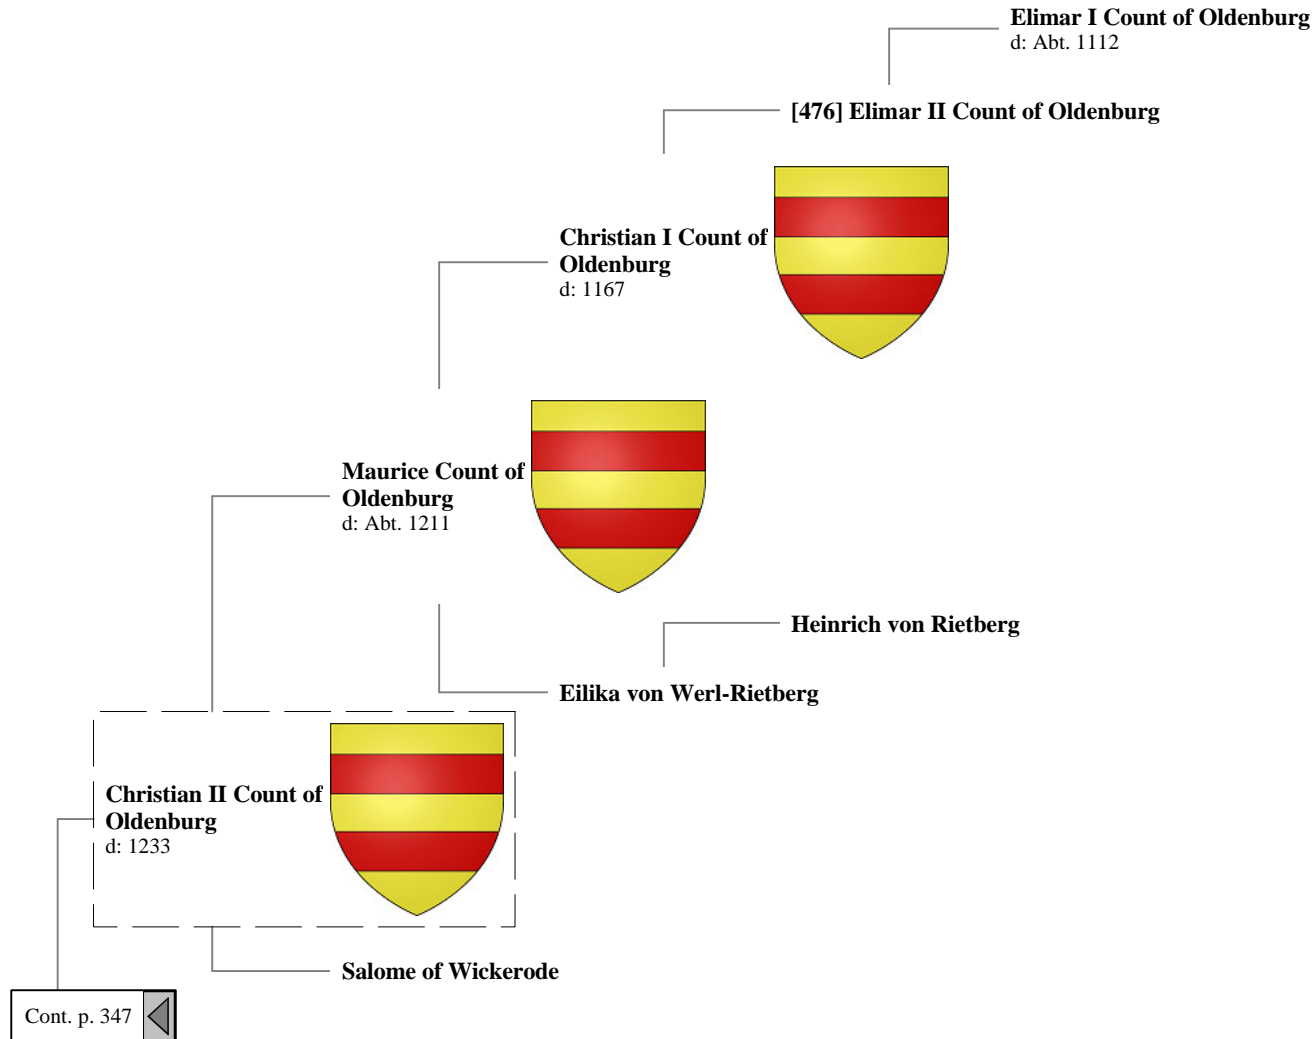 Elimar I Count of Oldenburg
d: Abt. 1112
[476] Elimar II Count of Oldenburg
Christian I Count of
Oldenburg
d: 1167
Maurice Count of
Oldenburg
d: Abt. 1211
Heinrich von Rietberg
Eilika von Werl-Rietberg
Christian II Count of
Oldenburg
d: 1233
Salome of Wickerode
Cont. p. 347